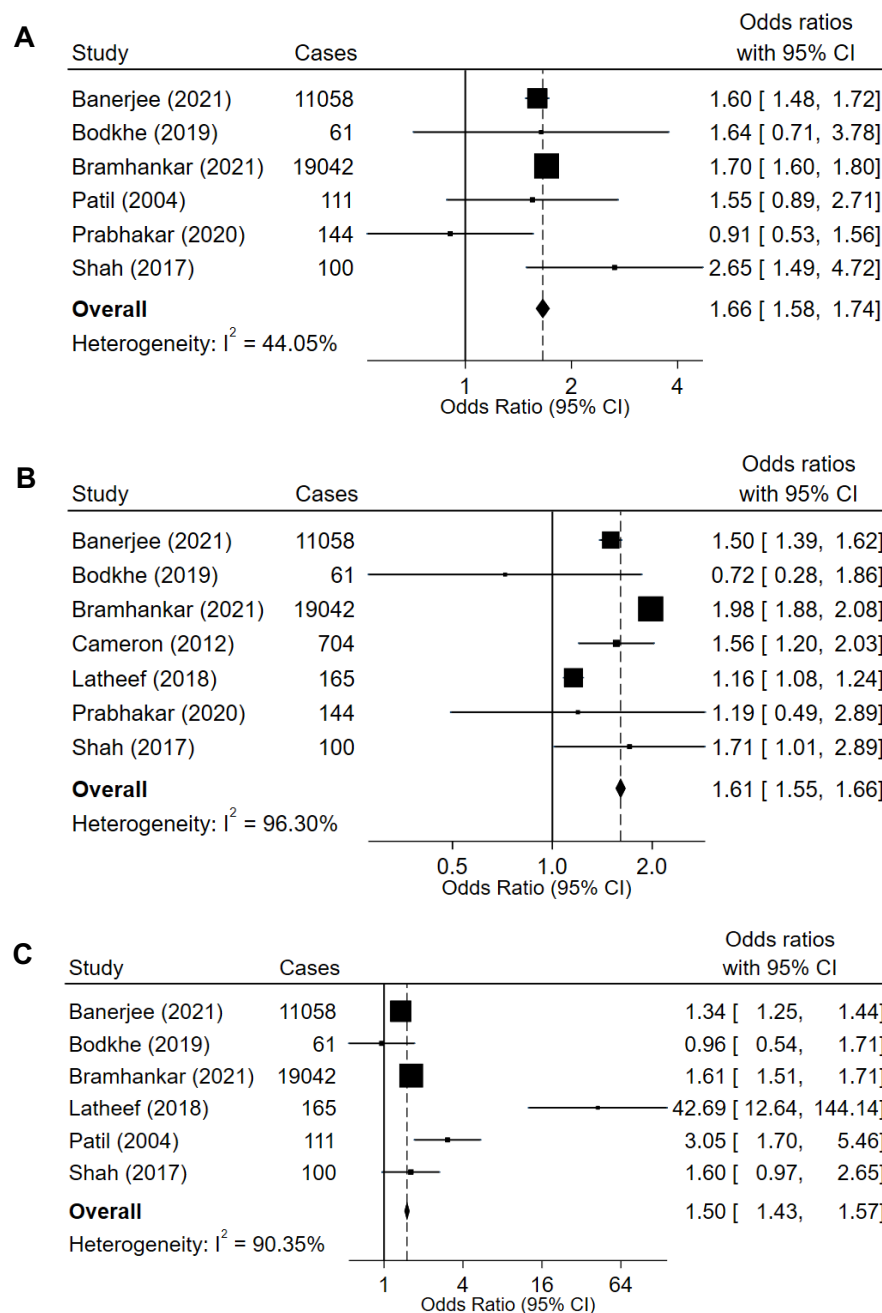 A
Odds ratios
Study Cases with 95% CI
Banerjee (2021) 11058 1.60 [ 1.48, 1.72]
Bodkhe (2019) 61 1.64 [ 0.71, 3.78]
Bramhankar (2021) 19042 1.70 [ 1.60, 1.80]
Patil (2004) 111 1.55 [ 0.89, 2.71]
Prabhakar (2020) 144 0.91 [ 0.53, 1.56]
Shah (2017) 100 2.65 [ 1.49, 4.72]
Overall 1.66 [ 1.58, 1.74]
Heterogeneity: I² = 44.05%
1 2 4
Odds Ratio (95% CI)
B
Odds ratios
Study Cases with 95% CI
Banerjee (2021) 11058 1.50 [ 1.39, 1.62]
Bodkhe (2019) 61 0.72 [ 0.28, 1.86]
Bramhankar (2021) 19042 1.98 [ 1.88, 2.08]
Cameron (2012) 704 1.56 [ 1.20, 2.03]
Latheef (2018) 165 1.16 [ 1.08, 1.24]
Prabhakar (2020) 144 1.19 [ 0.49, 2.89]
Shah (2017) 100 1.71 [ 1.01, 2.89]
Overall 1.61 [ 1.55, 1.66]
Heterogeneity: I² = 96.30%
0.5 1.0 2.0
Odds Ratio (95% CI)
C
Odds ratios
Study Cases with 95% CI
Banerjee (2021) 11058 1.34 [ 1.25, 1.44]
Bodkhe (2019) 61 0.96 [ 0.54, 1.71]
Bramhankar (2021) 19042 1.61 [ 1.51, 1.71]
Latheef (2018) 165 42.69 [ 12.64, 144.14]
Patil (2004) 111 3.05 [ 1.70, 5.46]
Shah (2017) 100 1.60 [ 0.97, 2.65]
Overall 1.50 [ 1.43, 1.57]
Heterogeneity: I² = 90.35%
1 4 16 64
Odds Ratio (95% CI)